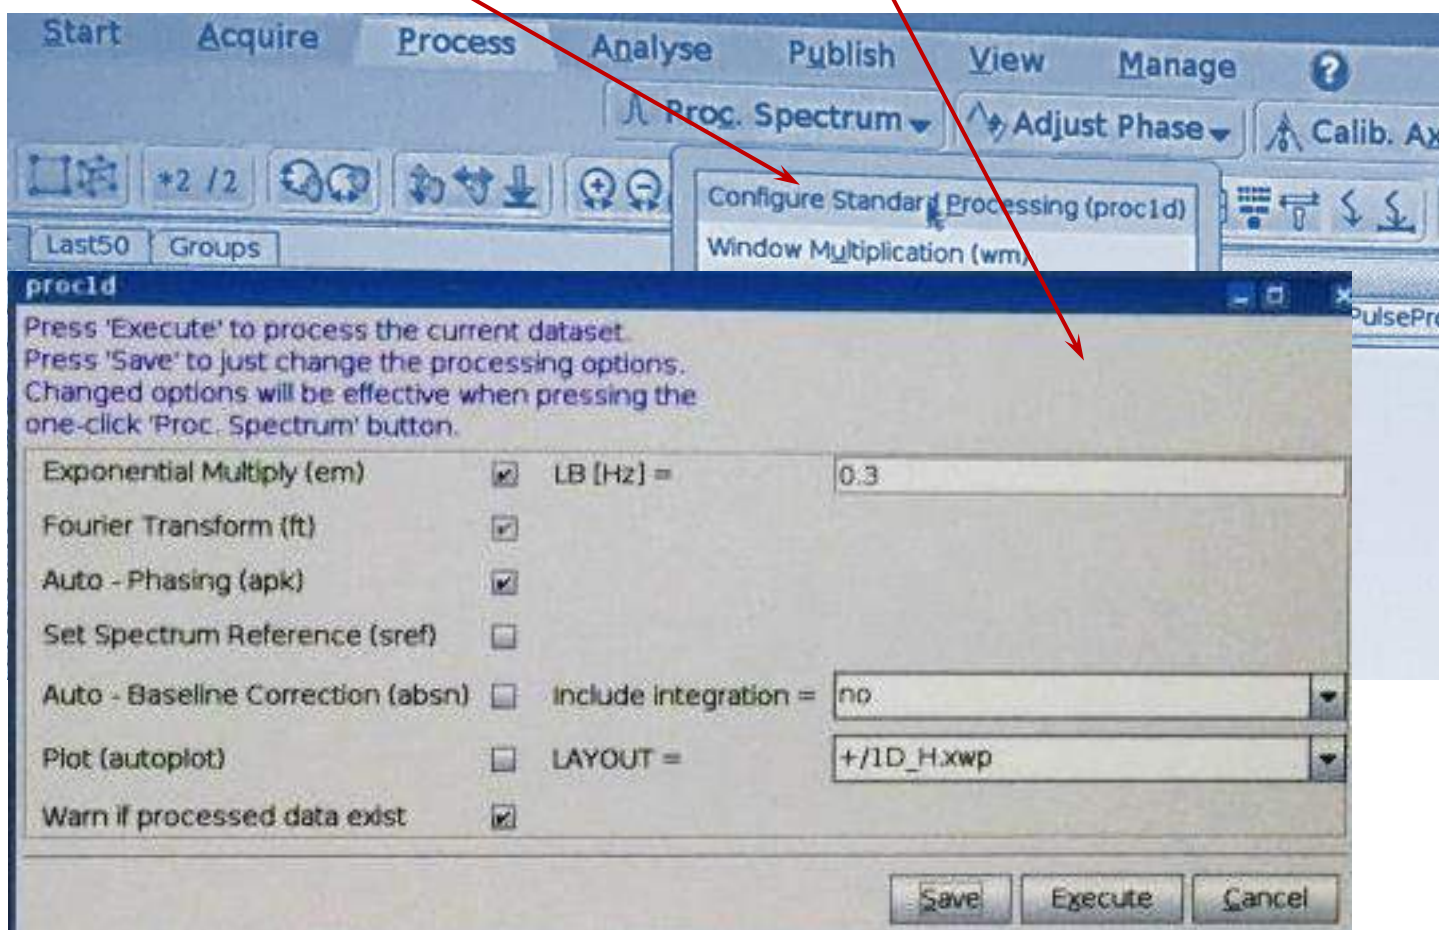 Start Acquire Process Analyse Publish View Manage ?
Proc. Spectrum Adjust Phase Calib. Ax
*2 /2
Configure Standard Processing (proc1d)
Last50 Groups
Window Multiplication (wm)
proc1d
PulsePro
Press 'Execute' to process the current dataset.
Press 'Save' to just change the processing options.
Changed options will be effective when pressing the
one-click 'Proc. Spectrum' button.
Exponential Multiply (em) LB [Hz] = 0.3
Fourier Transform (ft)
Auto - Phasing (apk)
Set Spectrum Reference (sref)
Auto - Baseline Correction (absn) Include integration = no
Plot (autoplot) LAYOUT = +/1D_H.xwp
Warn if processed data exist
Save Execute Cancel